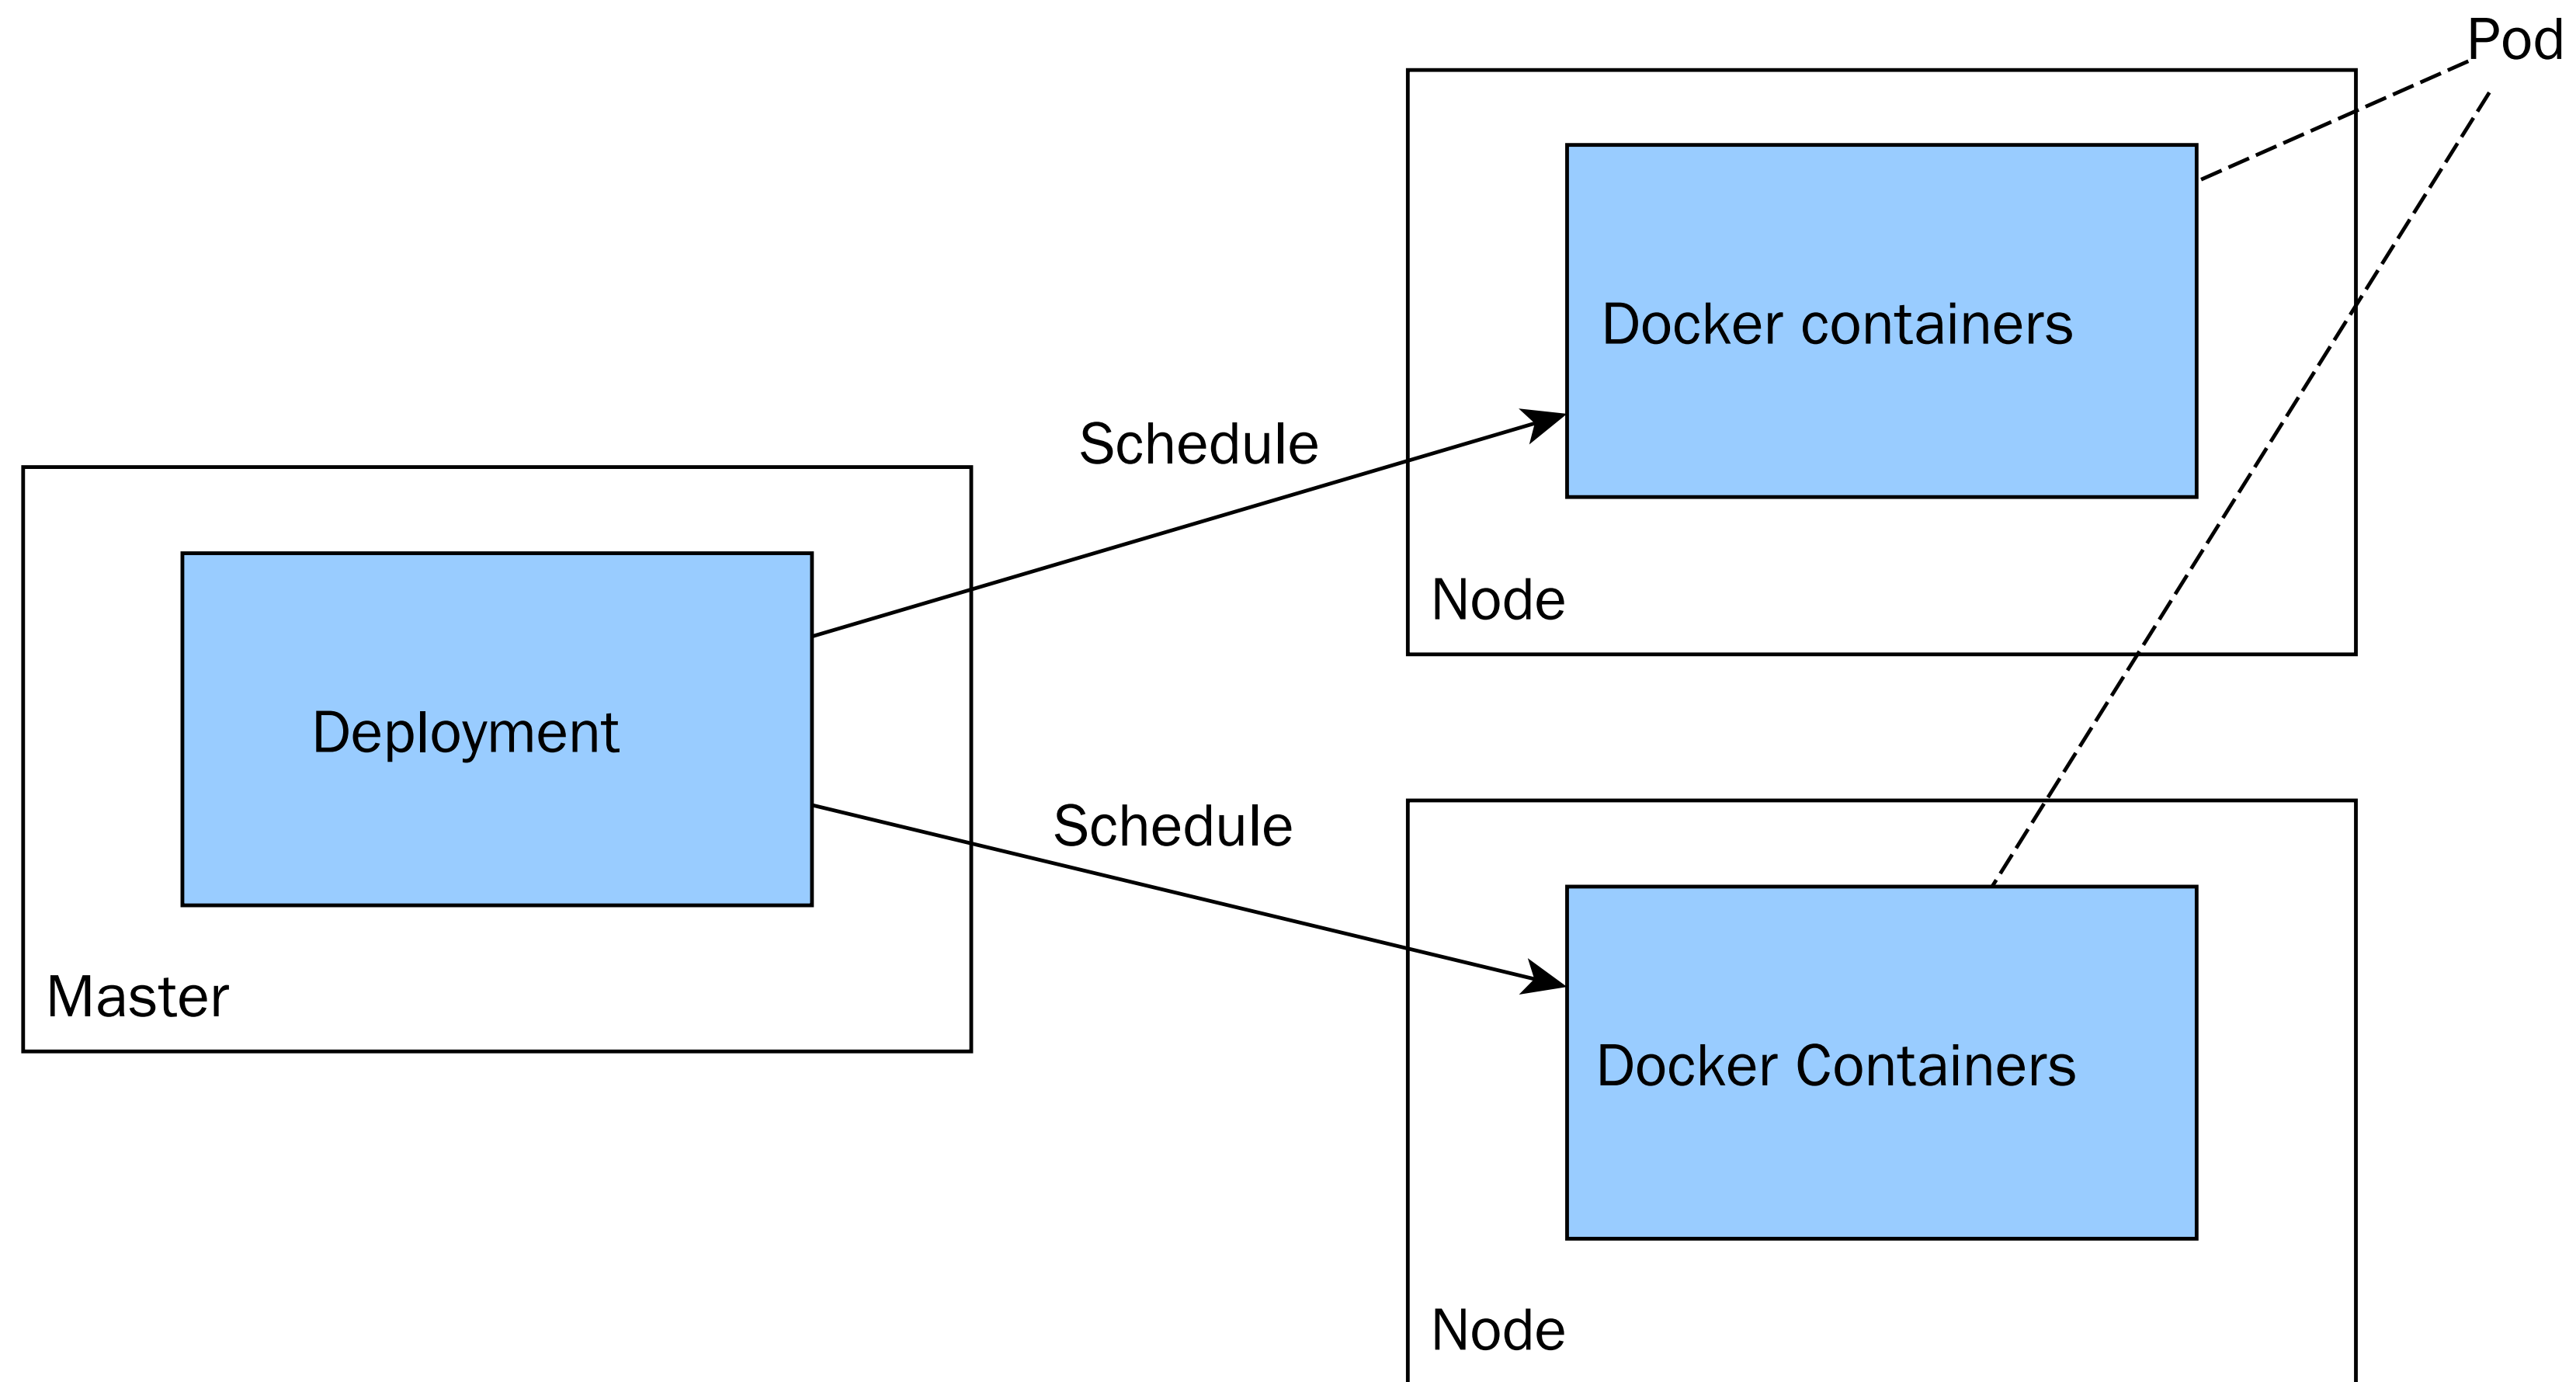 Pod
Docker containers
Schedule
Node
Deployment
Schedule
Master
Docker Containers
Node